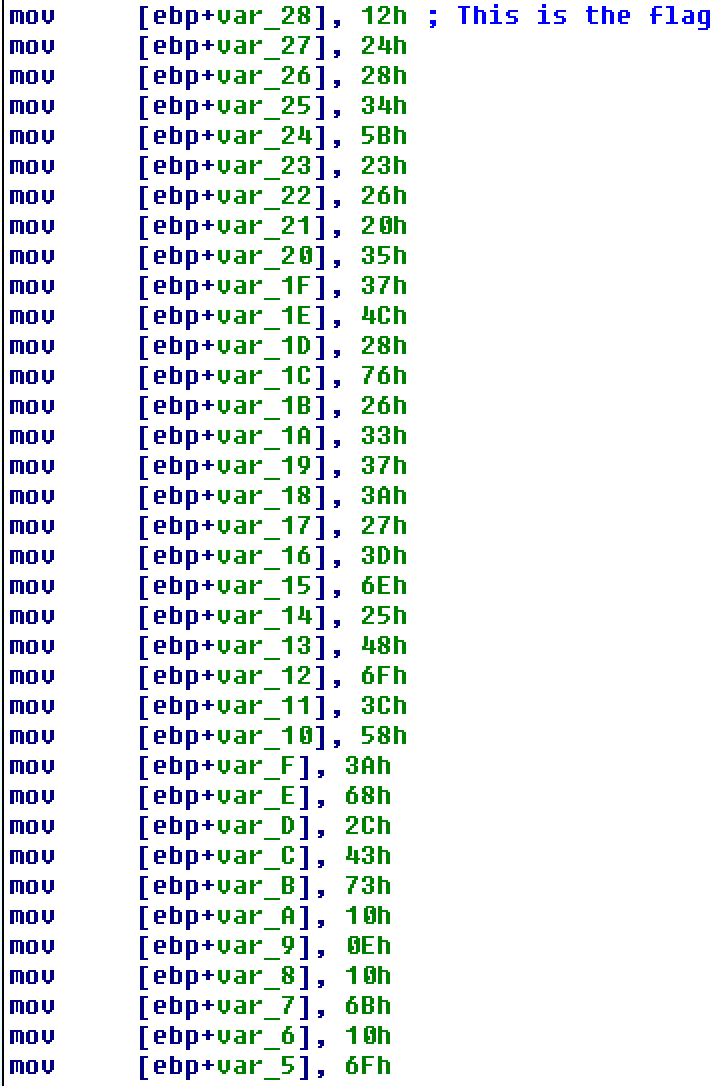 mov [ebp+var_28], 12h ; This is the flag
mov [ebp+var_27], 24h
mov [ebp+var_26], 28h
mov [ebp+var_25], 34h
mov [ebp+var_24], 5Bh
mov [ebp+var_23], 23h
mov [ebp+var_22], 26h
mov [ebp+var_21], 20h
mov [ebp+var_20], 35h
mov [ebp+var_1F], 37h
mov [ebp+var_1E], 4Ch
mov [ebp+var_1D], 28h
mov [ebp+var_1C], 76h
mov [ebp+var_1B], 26h
mov [ebp+var_1A], 33h
mov [ebp+var_19], 37h
mov [ebp+var_18], 3Ah
mov [ebp+var_17], 27h
mov [ebp+var_16], 3Dh
mov [ebp+var_15], 6Eh
mov [ebp+var_14], 25h
mov [ebp+var_13], 48h
mov [ebp+var_12], 6Fh
mov [ebp+var_11], 3Ch
mov [ebp+var_10], 58h
mov [ebp+var_F], 3Ah
mov [ebp+var_E], 68h
mov [ebp+var_D], 2Ch
mov [ebp+var_C], 43h
mov [ebp+var_B], 73h
mov [ebp+var_A], 10h
mov [ebp+var_9], 0Eh
mov [ebp+var_8], 10h
mov [ebp+var_7], 6Bh
mov [ebp+var_6], 10h
mov [ebp+var_5], 6Fh